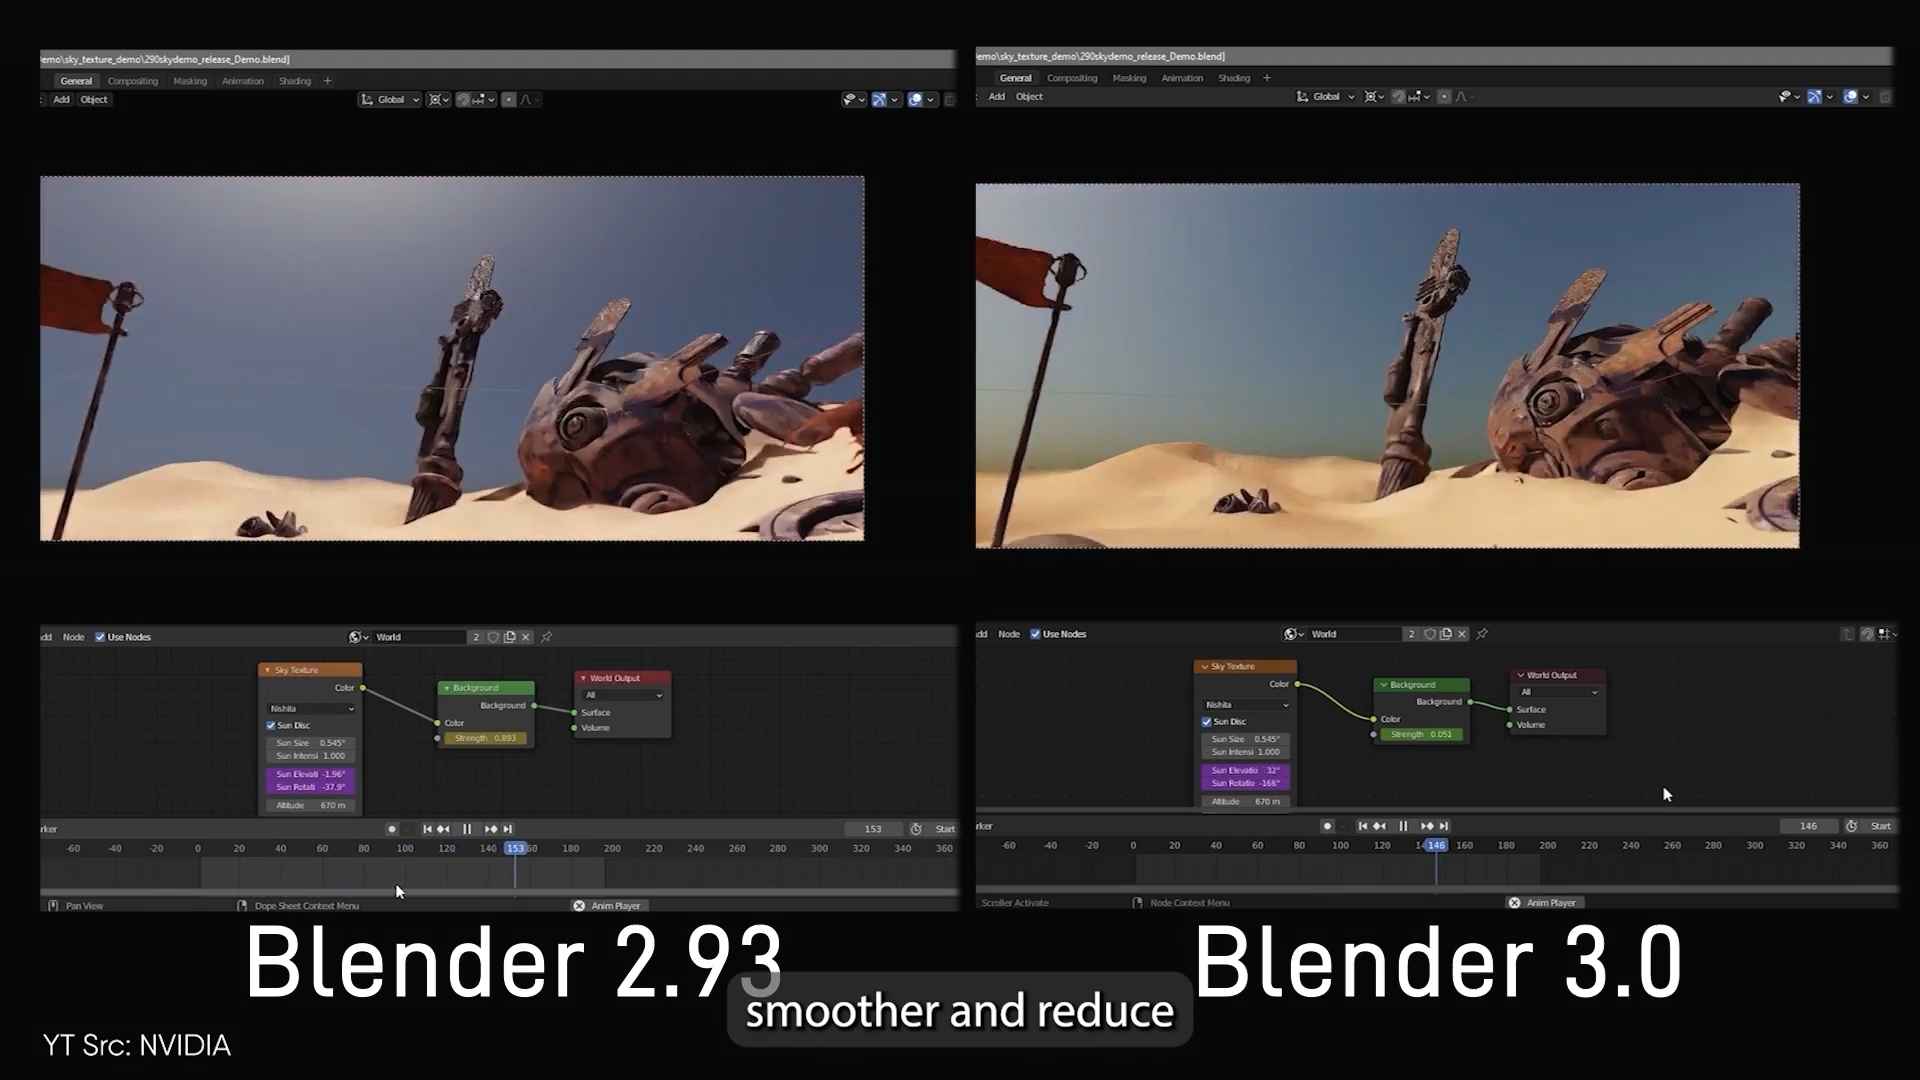 emo\sky_texture_demo\290skydemo_release_Demo.blend]
General Compositing Masking Animation Shading +
Add Object Global
Node Use Nodes World 2
Sky Texture
Color
Nishita
Sun Disc
Sun Size 0.545°
Sun Intensi 1.000
Sun Elevati -1.96°
Sun Rotati -37.9°
Altitude 670 m
Background
Background
Color
Strength 0.893
World Output
All
Surface
Volume
rker 153 Start
-60 -40 -20 0 20 40 60 80 100 120 140 153 60 180 200 220 240 260 280 300 320 340 360
Pan View Dope Sheet Context Menu Anim Player
Blender 2.93
emo\sky_texture_demo\290skydemo_release_Demo.blend]
General Compositing Masking Animation Shading +
Add Object Global
dd Node Use Nodes World 2
Sky Texture
Color
Nishita
Sun Disc
Sun Size 0.545°
Sun Intensi 1.000
Sun Elevatio 32°
Sun Rotatio -166°
Altitude 670 m
Background
Background
Color
Strength 0.051
World Output
All
Surface
Volume
rker 146 Start
-60 -40 -20 0 20 40 60 80 100 120 14 146 160 180 200 220 240 260 280 300 320 340 360
Scroller Activate Node Context Menu Anim Player
Blender 3.0
smoother and reduce
YT Src: NVIDIA